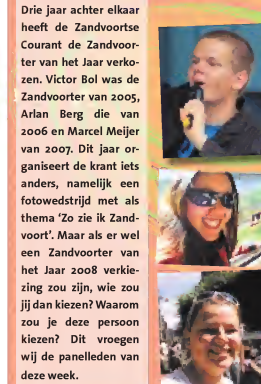 Drie jaar achter elkaar
heeft de Zandvoortse
Courant de Zandvoor-
ter van het Jaar verko-
zen. Victor Bol was de
Zandvoorter van 2005,
Arlan Berg die van
2006 en Marcel Meijer
van 2007. Dit jaar or-
ganiseert de krant iets
anders, namelijk een
fotowedstrijd met als
thema ‘Zo zie ik Zand-
voort’. Maar als er wel
een Zandvoorter van
het Jaar 2008 verkie-
zing zou zijn, wie zou
jij dan kiezen? Waarom
zou je deze persoon
kiezen? Dit vroegen
wij de panelleden van
deze week.